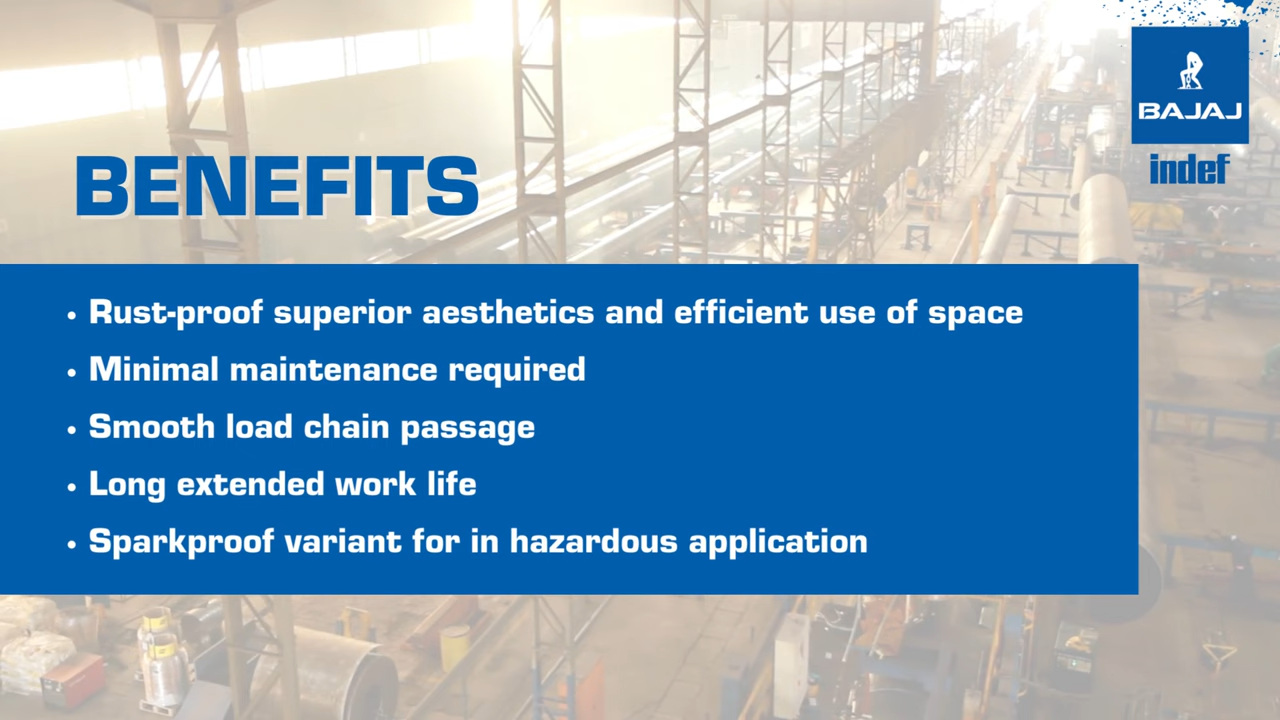 BAJAJ
indef
BENEFITS
• Rust-proof superior aesthetics and efficient use of space
• Minimal maintenance required
• Smooth load chain passage
• Long extended work life
• Sparkproof variant for in hazardous application